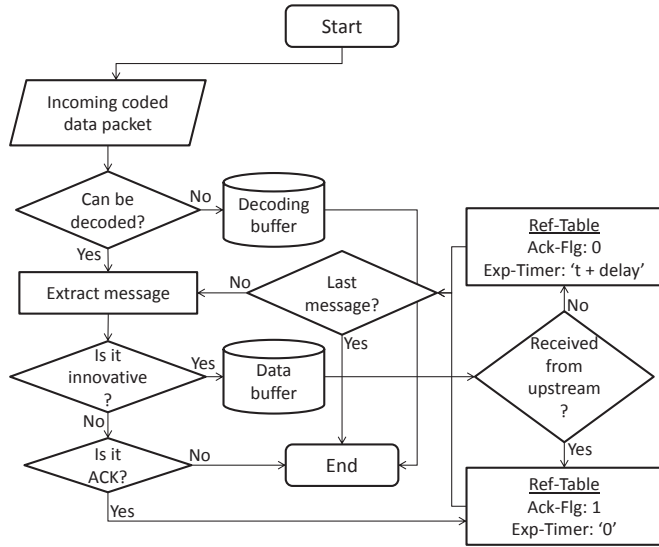 Start
Incoming coded
data packet
Can be
decoded?
No
Decoding
buffer
Yes
Ref-Table
Ack-Flg: 0
Exp-Timer: ‘t + delay’
Extract message
No
Last
message?
Yes
No
Received
from
upstream
?
Is it
innovative
?
Yes
Data
buffer
No
Yes
Is it
ACK?
No
End
Yes
Ref-Table
Ack-Flg: 1
Exp-Timer: ‘0’